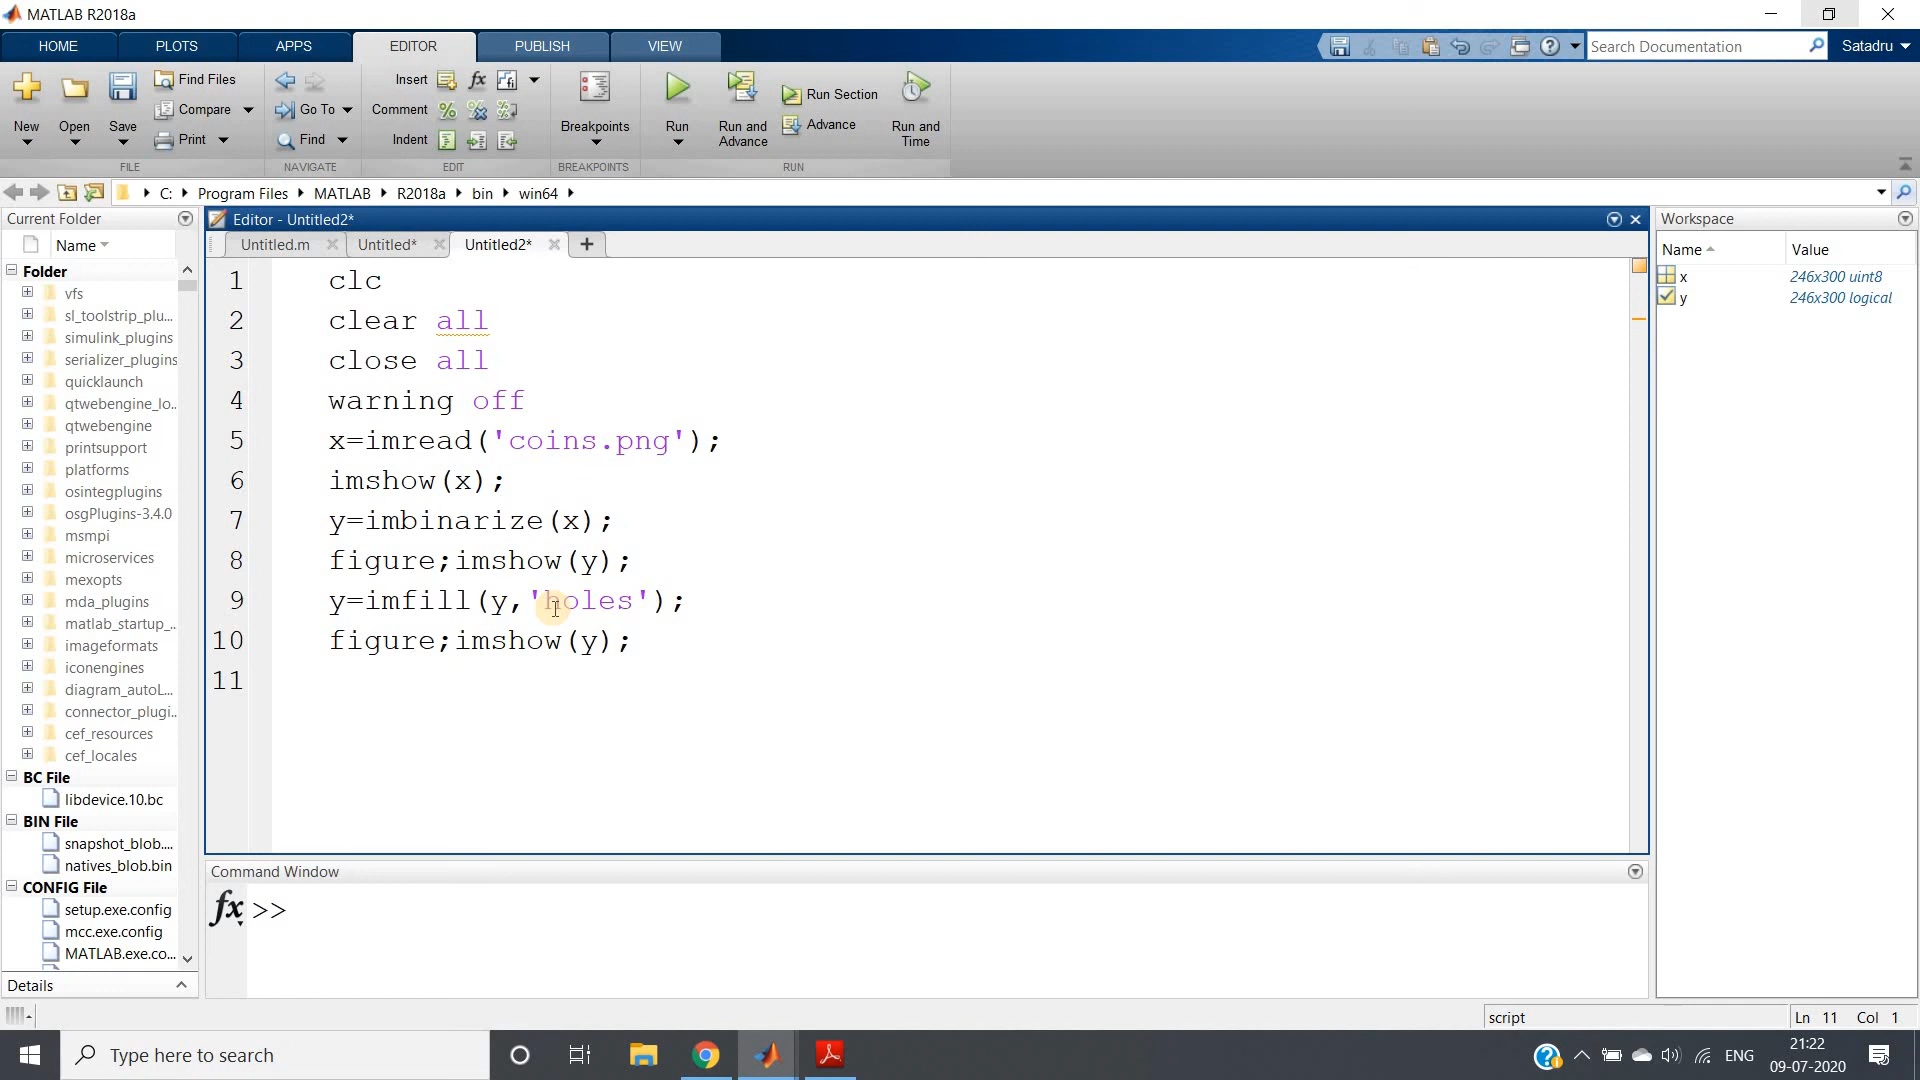 MATLAB R2018a
HOME PLOTS APPS EDITOR PUBLISH VIEW
Search Documentation
Satadru
New
Open
Save
Find Files
Compare
Print
FILE
Go To
Find
NAVIGATE
Insert
Comment
Indent
EDIT
Breakpoints
BREAKPOINTS
Run
Run and
Advance
Run Section
Advance
Run and
Time
RUN
C: Program Files MATLAB R2018a bin win64
Current Folder
Name
Folder
vfs
sl_toolstrip_plu...
simulink_plugins
serializer_plugins
quicklaunch
qtwebengine_lo...
qtwebengine
printsupport
platforms
osintegplugins
osgPlugins-3.4.0
msmpi
microservices
mexopts
mda_plugins
matlab_startup_...
imageformats
iconengines
diagram_autoL...
connector_plugi...
cef_resources
cef_locales
BC File
libdevice.10.bc
BIN File
snapshot_blob....
natives_blob.bin
CONFIG File
setup.exe.config
mcc.exe.config
MATLAB.exe.co...
Details
Editor - Untitled2*
Untitled.m Untitled* Untitled2*
1 clc
2 clear all
3 close all
4 warning off
5 x=imread('coins.png');
6 imshow(x);
7 y=imbinarize(x);
8 figure;imshow(y);
9 y=imfill(y,'holes');
10 figure;imshow(y);
11
Command Window
fx >>
Workspace
Name Value
x 246x300 uint8
y 246x300 logical
script
Ln 11 Col 1
Type here to search
ENG
21:22
09-07-2020